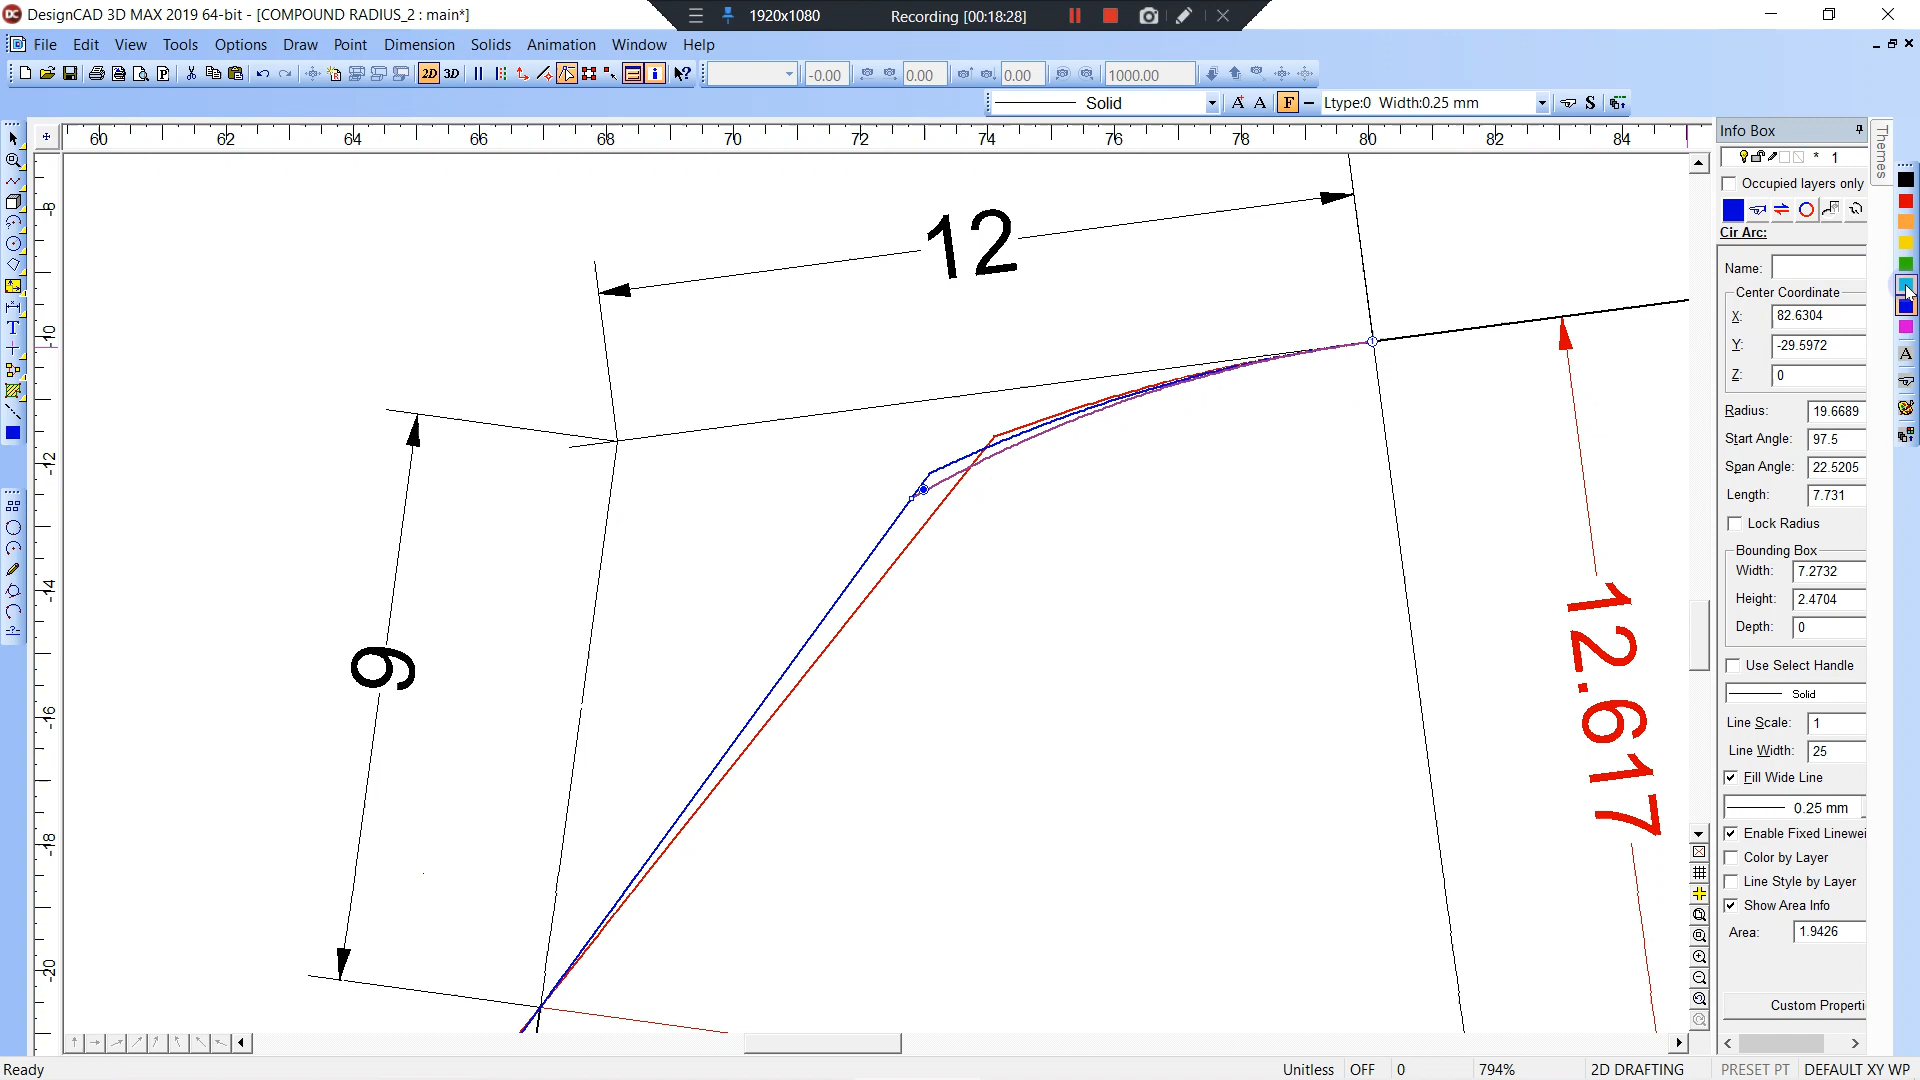 DesignCAD 3D MAX 2019 64-bit - [COMPOUND RADIUS_2 : main*]
1920x1080
Recording [00:18:28]
File Edit View Tools Options Draw Point Dimension Solids Animation Window Help
2D 3D -0.00 0.00 0.00 1000.00
Solid
Ltype:0 Width:0.25 mm
60 62 64 66 68 70 72 74 76 78 80 82 84
-8
-10
-12
-14
-16
-18
-20
12
9
12.617
Info Box
Themes
1
Occupied layers only
Cir Arc:
Name:
Center Coordinate
X: 82.6304
Y: -29.5972
Z: 0
Radius: 19.6689
Start Angle: 97.5
Span Angle: 22.5205
Length: 7.731
Lock Radius
Bounding Box
Width: 7.2732
Height: 2.4704
Depth: 0
Use Select Handle
Solid
Line Scale: 1
Line Width: 25
Fill Wide Line
0.25 mm
Enable Fixed Linewei
Color by Layer
Line Style by Layer
Show Area Info
Area: 1.9426
Custom Properti
Ready
Unitless OFF 0 794% 2D DRAFTING PRESET PT DEFAULT XY WP